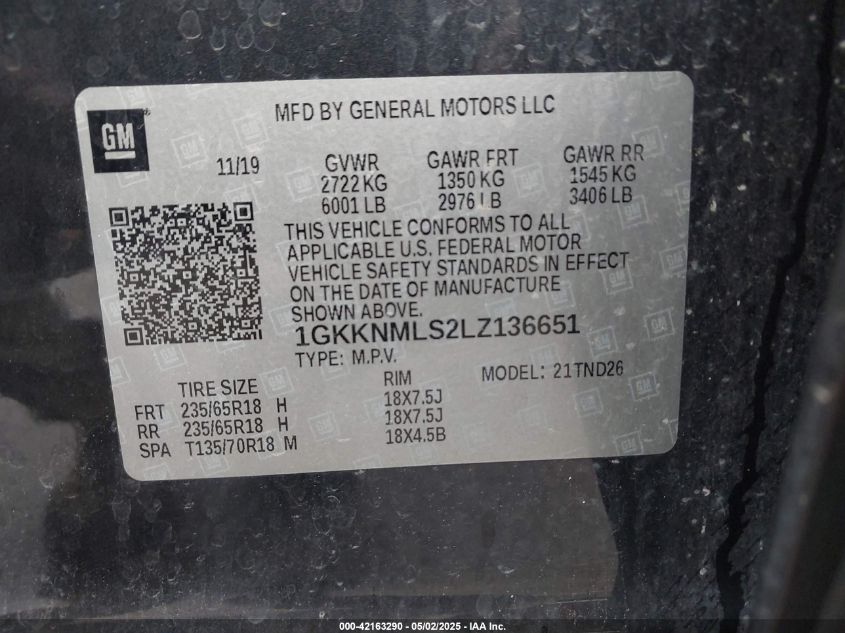 GM®
MFD BY GENERAL MOTORS LLC
11/19
GVWR GAWR FRT GAWR RR
2722 KG 1350 KG 1545 KG
6001 LB 2976 LB 3406 LB
THIS VEHICLE CONFORMS TO ALL
APPLICABLE U.S. FEDERAL MOTOR
VEHICLE SAFETY STANDARDS IN EFFECT
ON THE DATE OF MANUFACTURE
SHOWN ABOVE.
1GKKNMLS2LZ136651
TYPE: M.P.V. MODEL: 21TND26
TIRE SIZE RIM
FRT 235/65R18 H 18X7.5J
RR 235/65R18 H 18X7.5J
SPA T135/70R18 M 18X4.5B
000-42163290 - 05/02/2025 - IAA Inc.